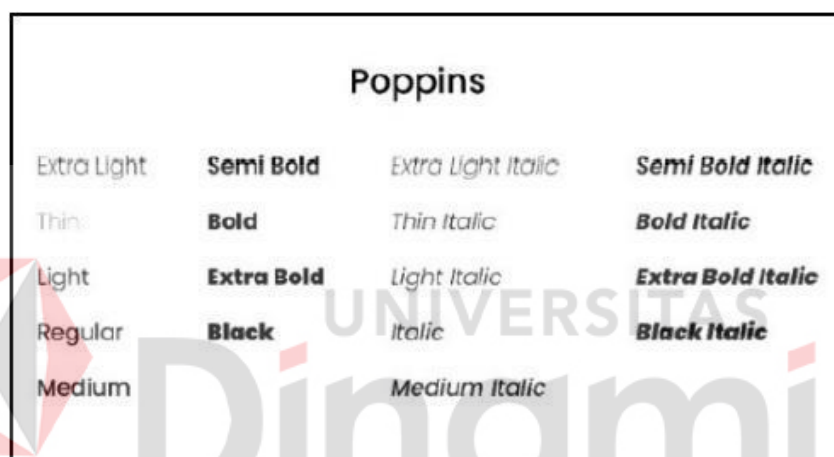 Poppins
Extra Light Semi Bold Extra Light Italic Semi Bold Italic
Thin Bold Thin Italic Bold Italic
Light Extra Bold Light Italic Extra Bold Italic
UNIVERSITAS
Regular Black Italic Black Italic
Medium Medium Italic
Dinami